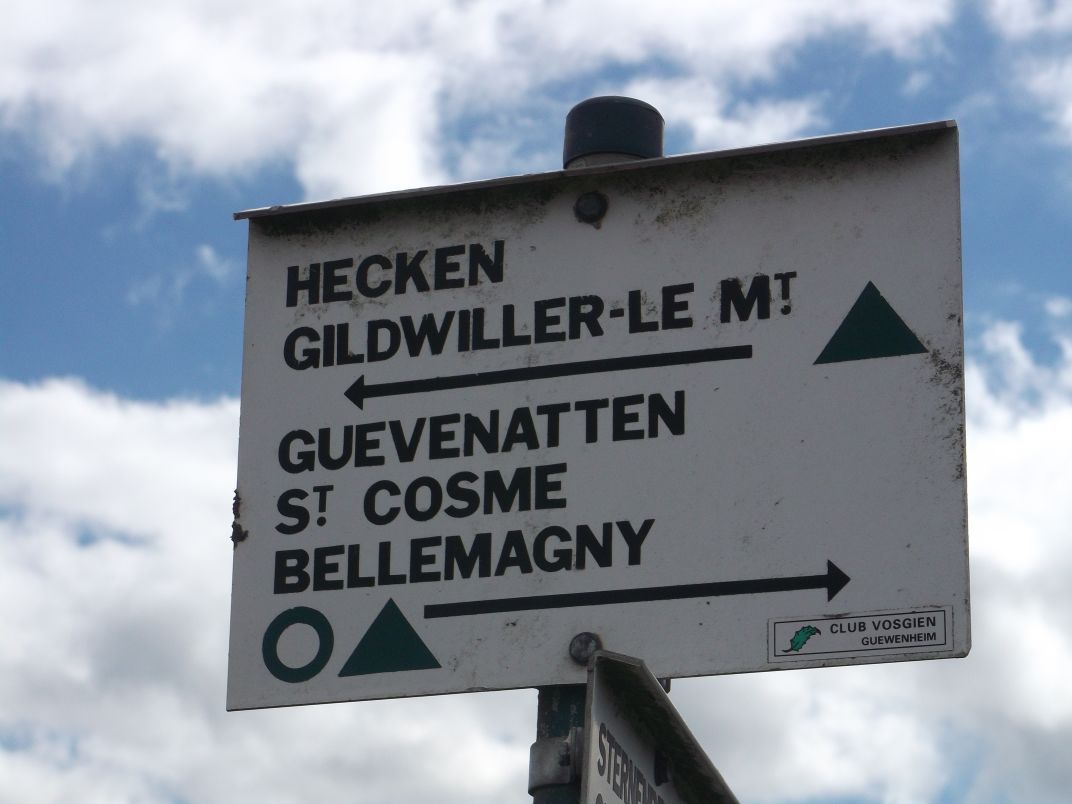 HECKEN
GILDWILLER-LE MT.
GUEVENATTEN
ST. COSME
BELLEMAGNY
CLUB VOSGIEN
GUEWENHEIM